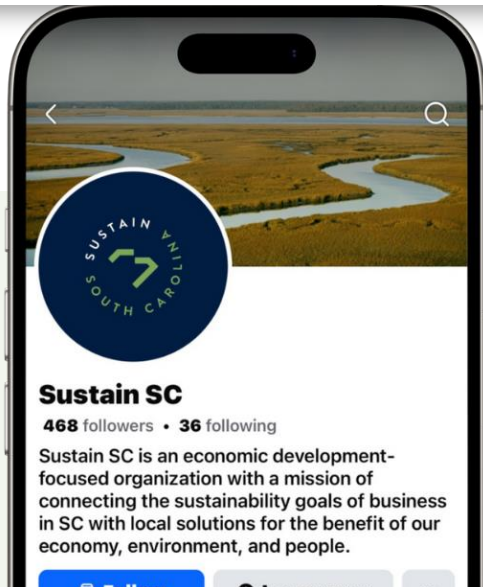 SUSTAIN
SOUTH CAROLINA
Sustain SC
468 followers • 36 following
Sustain SC is an economic development-
focused organization with a mission of
connecting the sustainability goals of business
in SC with local solutions for the benefit of our
economy, environment, and people.